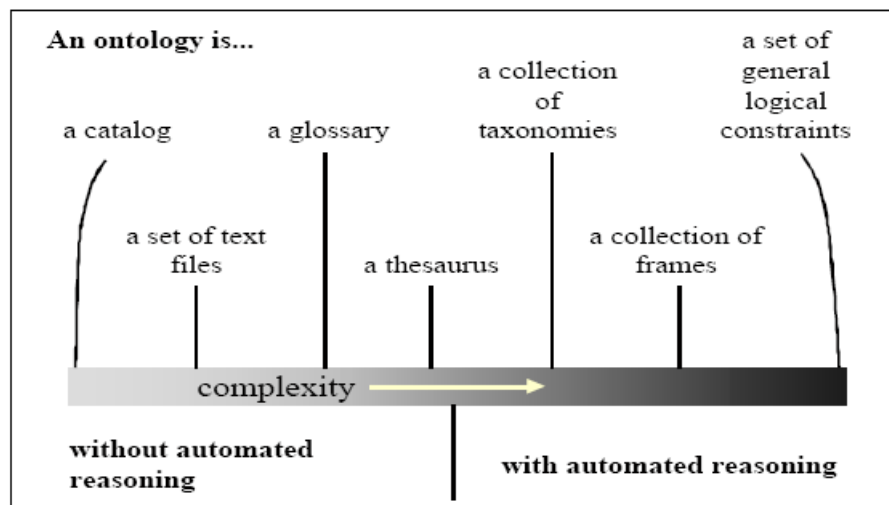 An ontology is...
a catalog
a set of text
files
a glossary
a thesaurus
a collection
of
taxonomies
a collection of
frames
a set of
general
logical
constraints
complexity
without automated
reasoning
with automated reasoning